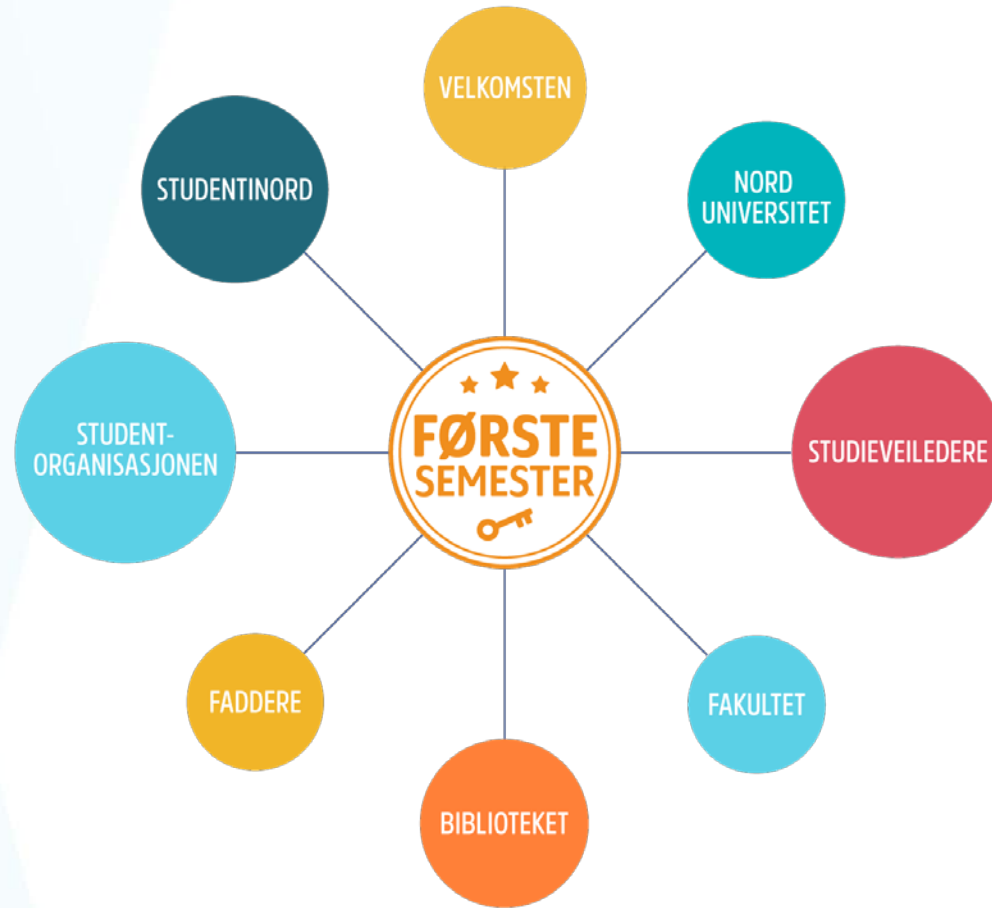 VELKOMSTEN
STUDENTINORD
NORD
UNIVERSITET
STUDENT-
ORGANISASJONEN
FØRSTE
SEMESTER
STUDIEVEILEDERE
FADDERE
FAKULTET
BIBLIOTEKET